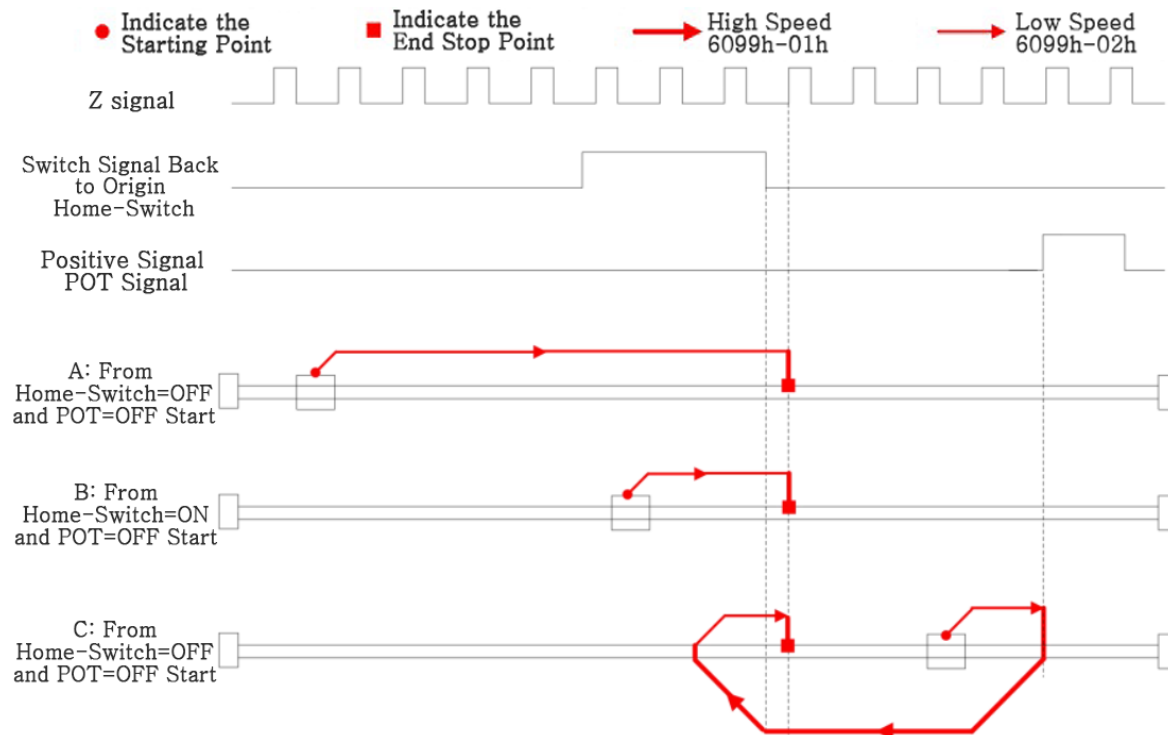 Indicate the
Starting Point
Indicate the
End Stop Point
High Speed
6099h-01h
Low Speed
6099h-02h
Z signal
Switch Signal Back
to Origin
Home-Switch
Positive Signal
POT Signal
A: From
Home-Switch=OFF
and POT=OFF Start
B: From
Home-Switch=ON
and POT=OFF Start
C: From
Home-Switch=OFF
and POT=OFF Start